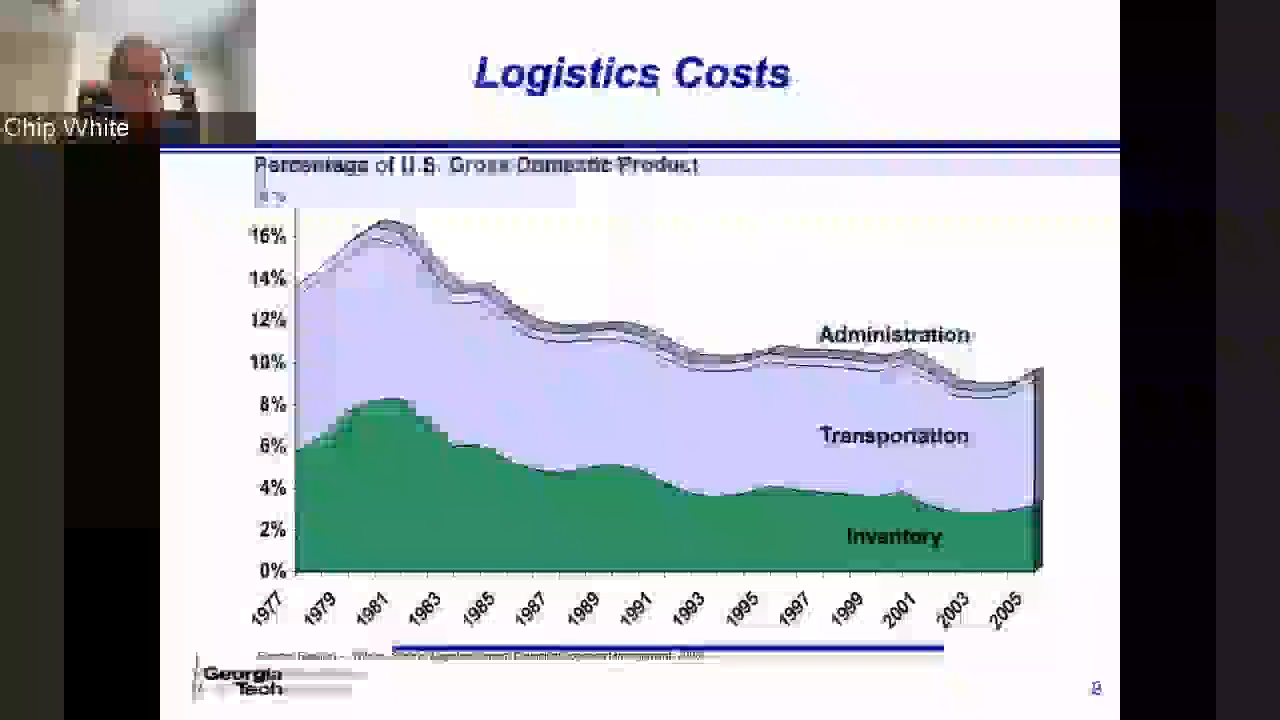 Logistics Costs
Chip White
Percentage of U.S. Gross Domestic Product
16%
14%
12%
10%
8%
6%
4%
2%
0%
Administration
Transportation
Inventory
1977 1979 1981 1983 1985 1987 1989 1991 1993 1995 1997 1999 2001 2003 2005
Georgia
Tech